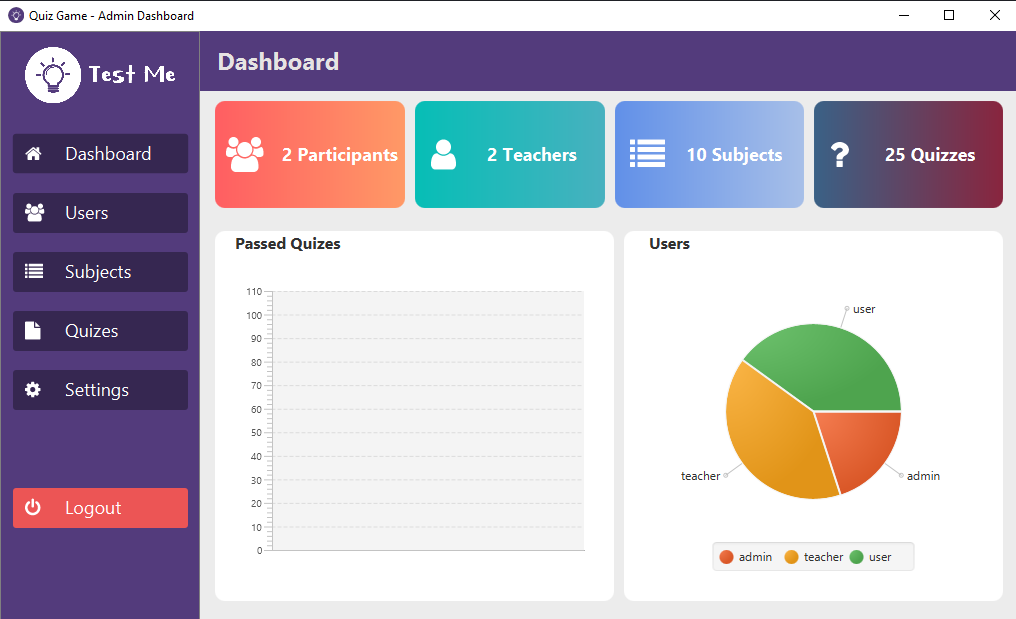 Quiz Game - Admin Dashboard
Test Me
Dashboard
Dashboard
Users
Subjects
Quizes
Settings
Logout
2 Participants
2 Teachers
10 Subjects
? 25 Quizzes
Passed Quizes
110
100
90
80
70
60
50
40
30
20
10
0
Users
user
teacher
admin
admin teacher user